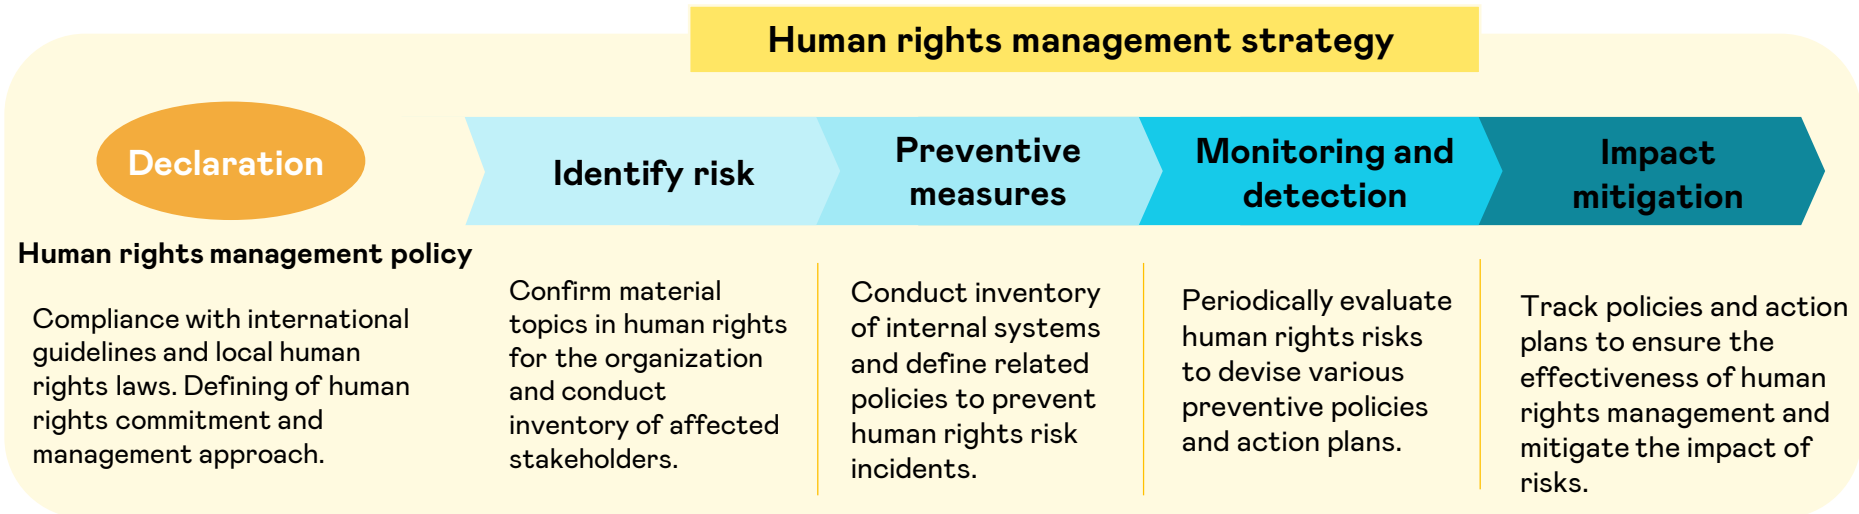 Human rights management strategy
Declaration
Human rights management policy
Compliance with international
guidelines and local human
rights laws. Defining of human
rights commitment and
management approach.
Identify risk
Confirm material
topics in human rights
for the organization
and conduct
inventory of affected
stakeholders.
Preventive
measures
Conduct inventory
of internal systems
and define related
policies to prevent
human rights risk
incidents.
Monitoring and
detection
Periodically evaluate
human rights risks
to devise various
preventive policies
and action plans.
Impact
mitigation
Track policies and action
plans to ensure the
effectiveness of human
rights management and
mitigate the impact of
risks.